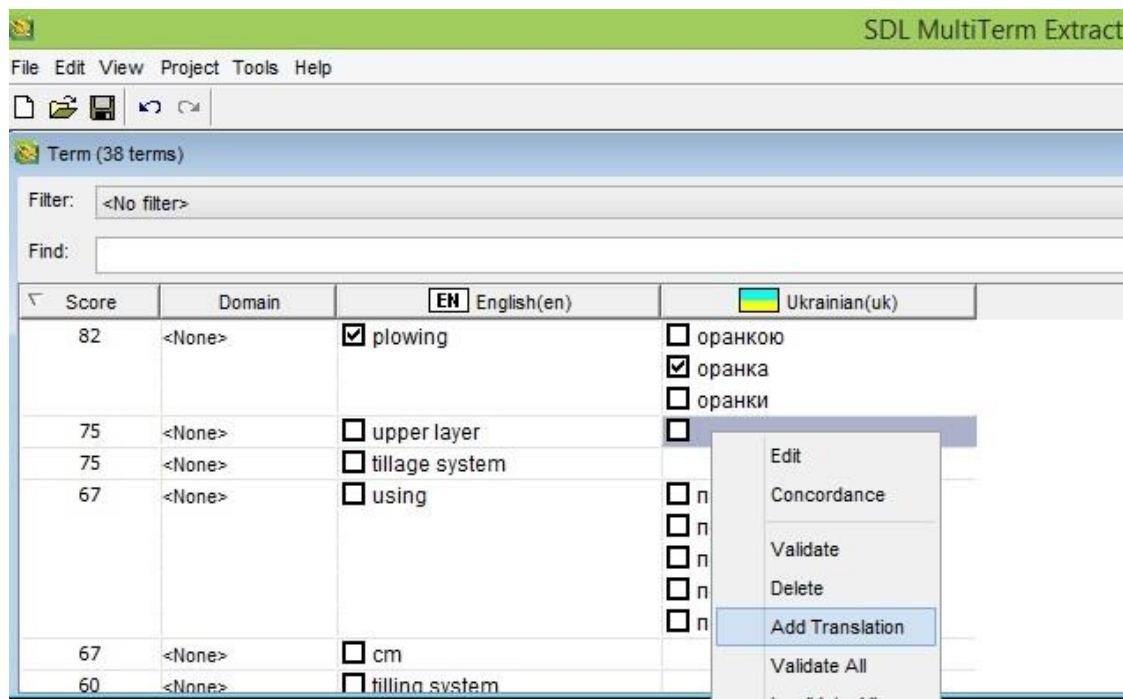 SDL MultiTerm Extract
File Edit View Project Tools Help
Term (38 terms)
Filter: <No filter>
Find:
Score Domain EN English(en) Ukrainian(uk)
82 <None> plowing оранкою
оранка
оранки
75 <None> upper layer
Edit
75 <None> tillage system
67 <None> using п
Concordance
п
п
Validate
п
Delete
п
Add Translation
67 <None> cm
Validate All
60 <None> tilling system